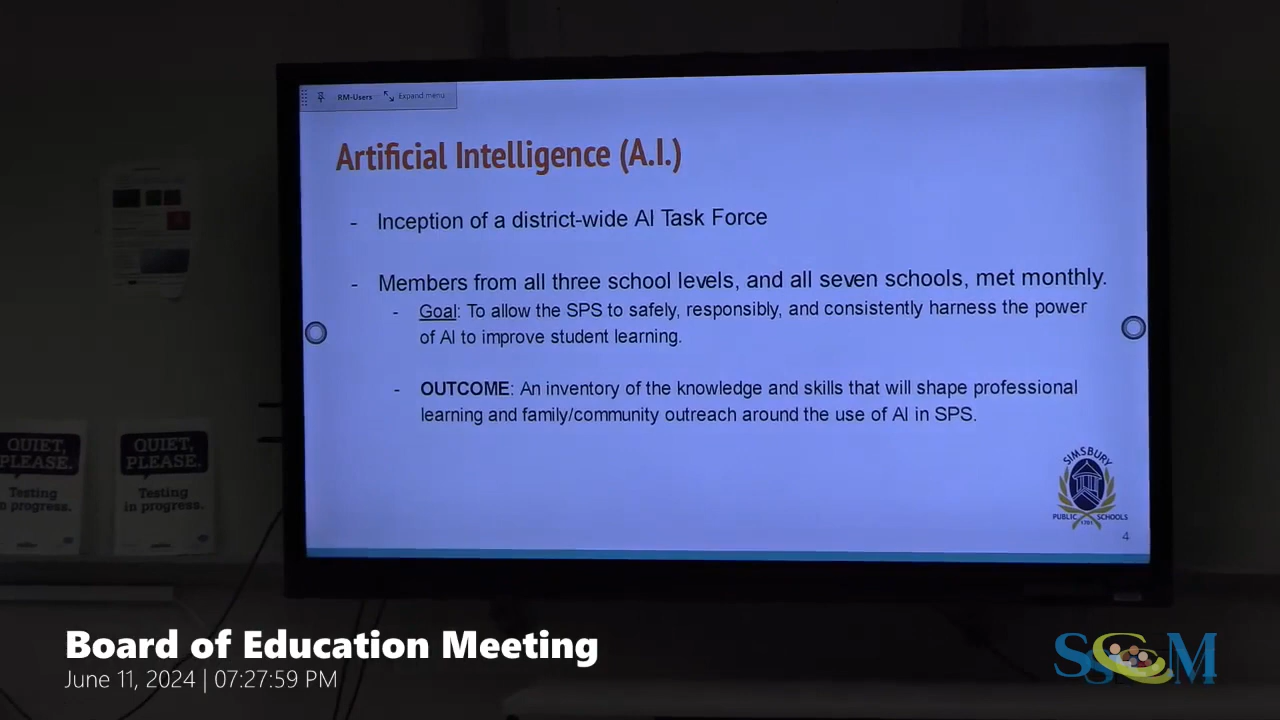 RM-Users Expand menu
Artificial Intelligence (A.I.)
- Inception of a district-wide AI Task Force
- Members from all three school levels, and all seven schools, met monthly.
- Goal: To allow the SPS to safely, responsibly, and consistently harness the power
of AI to improve student learning.
- OUTCOME: An inventory of the knowledge and skills that will shape professional
learning and family/community outreach around the use of AI in SPS.
SIMSBURY
PUBLIC SCHOOLS
1701
4
QUIET,
PLEASE.
Testing
in progress.
QUIET,
PLEASE.
Testing
in progress.
Board of Education Meeting
June 11, 2024 | 07:27:59 PM